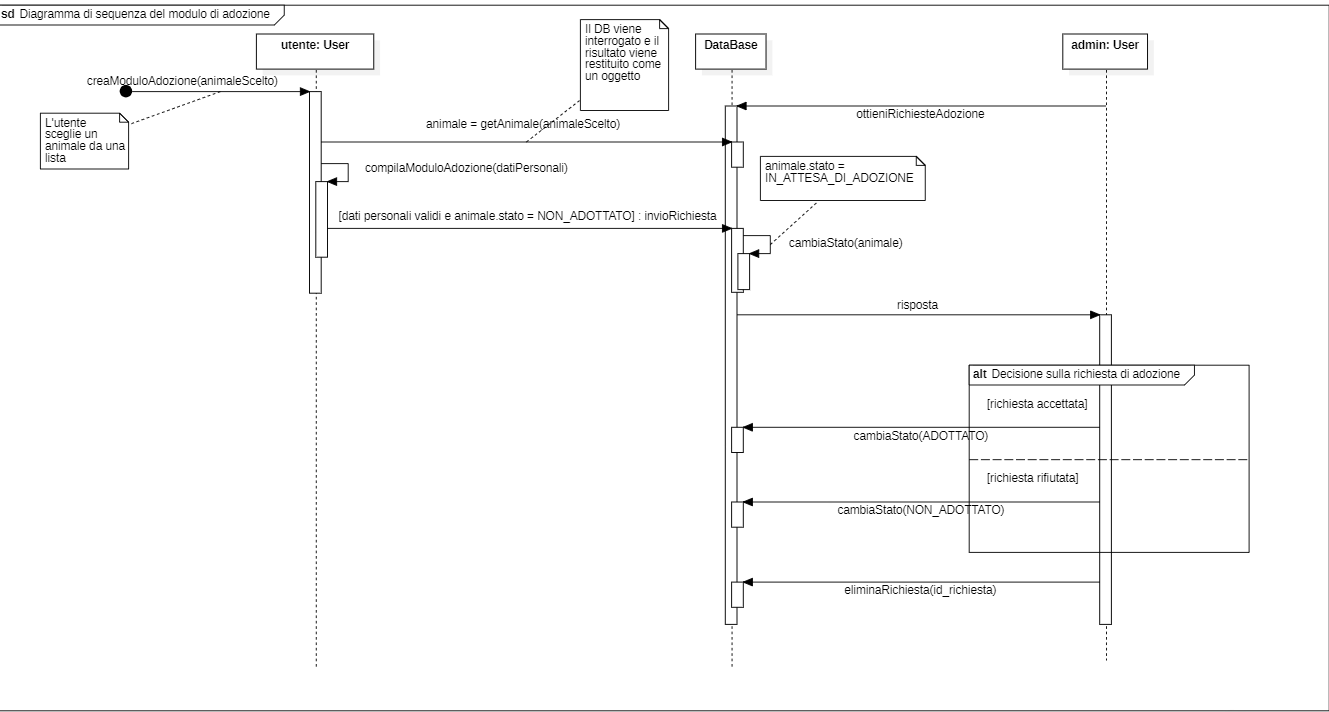 sd Diagramma di sequenza del modulo di adozione
Il DB viene
interrogato e il
risultato viene
restituito come
un oggetto
utente: User
DataBase
admin: User
creaModuloAdozione(animaleScelto)
L'utente
sceglie un
animale da una
lista
ottieniRichiesteAdozione
animale = getAnimale(animaleScelto)
compilaModuloAdozione(datiPersonali)
animale.stato =
IN_ATTESA_DI_ADOZIONE
[dati personali validi e animale.stato = NON_ADOTTATO] : invioRichiesta
cambiaStato(animale)
risposta
alt Decisione sulla richiesta di adozione
[richiesta accettata]
cambiaStato(ADOTTATO)
[richiesta rifiutata]
cambiaStato(NON_ADOTTATO)
eliminaRichiesta(id_richiesta)